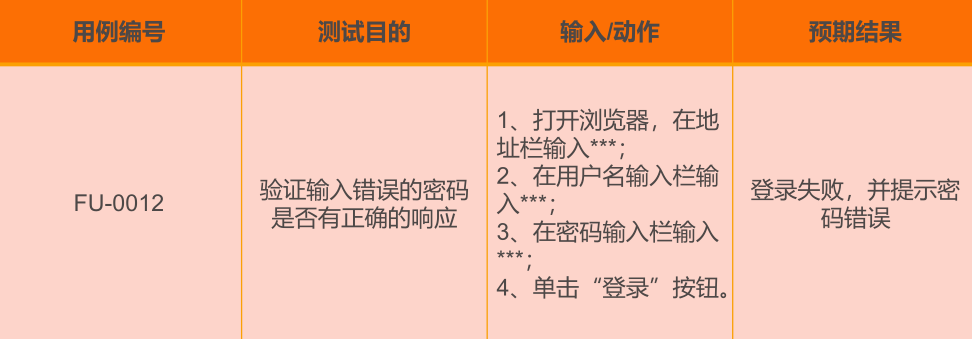 用例编号
测试目的
输入/动作
预期结果
FU-0012
验证输入错误的密码
是否有正确的响应
1、打开浏览器，在地
址栏输入***；
2、在用户名输入栏输
入***；
3、在密码输入栏输入
***；
4、单击“登录”按钮。
登录失败，并提示密
码错误